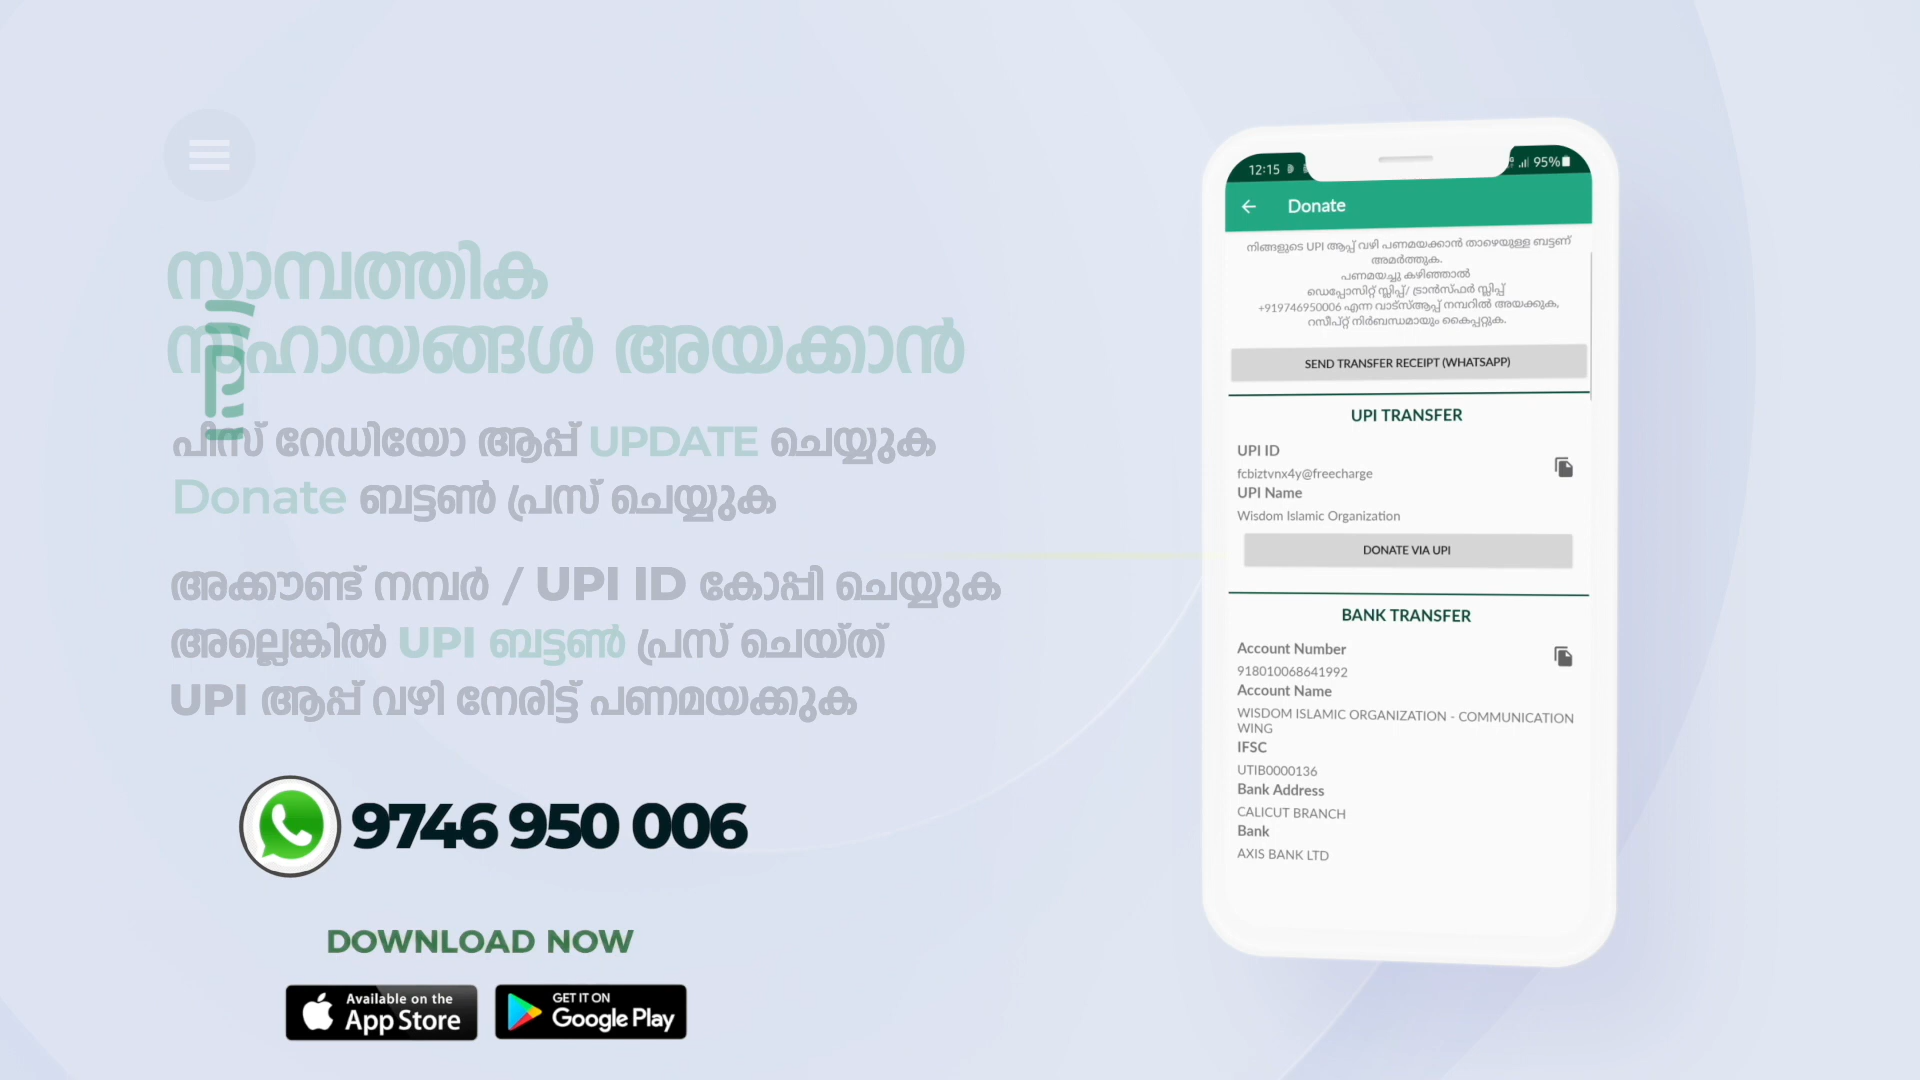 സാമ്പത്തിക
സഹായങ്ങൾ അയക്കാൻ
പീസ് റേഡിയോ ആപ്പ് UPDATE ചെയ്യുക
Donate ബട്ടൺ പ്രസ് ചെയ്യുക
അക്കൗണ്ട് നമ്പർ / UPI ID കോപ്പി ചെയ്യുക
അല്ലെങ്കിൽ UPI ബട്ടൺ പ്രസ് ചെയ്ത്
UPI ആപ്പ് വഴി നേരിട്ട് പണമയക്കുക
9746 950 006
DOWNLOAD NOW
Available on the
App Store
GET IT ON
Google Play
12:15
95%
Donate
നിങ്ങളുടെ UPI ആപ്പ് വഴി പണമയക്കാൻ താഴെയുള്ള ബട്ടണ്
അമർത്തുക.
പണമയച്ചു കഴിഞ്ഞാൽ
ഡെപ്പോസിറ്റ് സ്ലിപ്പ്/ ട്രാൻസ്ഫർ സ്ലിപ്പ്
+919746950006 എന്ന വാട്സ്ആപ്പ് നമ്പറിൽ അയക്കുക,
റസീപ്റ്റ് നിർബന്ധമായും കൈപ്പറ്റുക.
SEND TRANSFER RECEIPT (WHATSAPP)
UPI TRANSFER
UPI ID
fcbiztvnx4y@freecharge
UPI Name
Wisdom Islamic Organization
DONATE VIA UPI
BANK TRANSFER
Account Number
918010068641992
Account Name
WISDOM ISLAMIC ORGANIZATION - COMMUNICATION
WING
IFSC
UTIB0000136
Bank Address
CALICUT BRANCH
Bank
AXIS BANK LTD